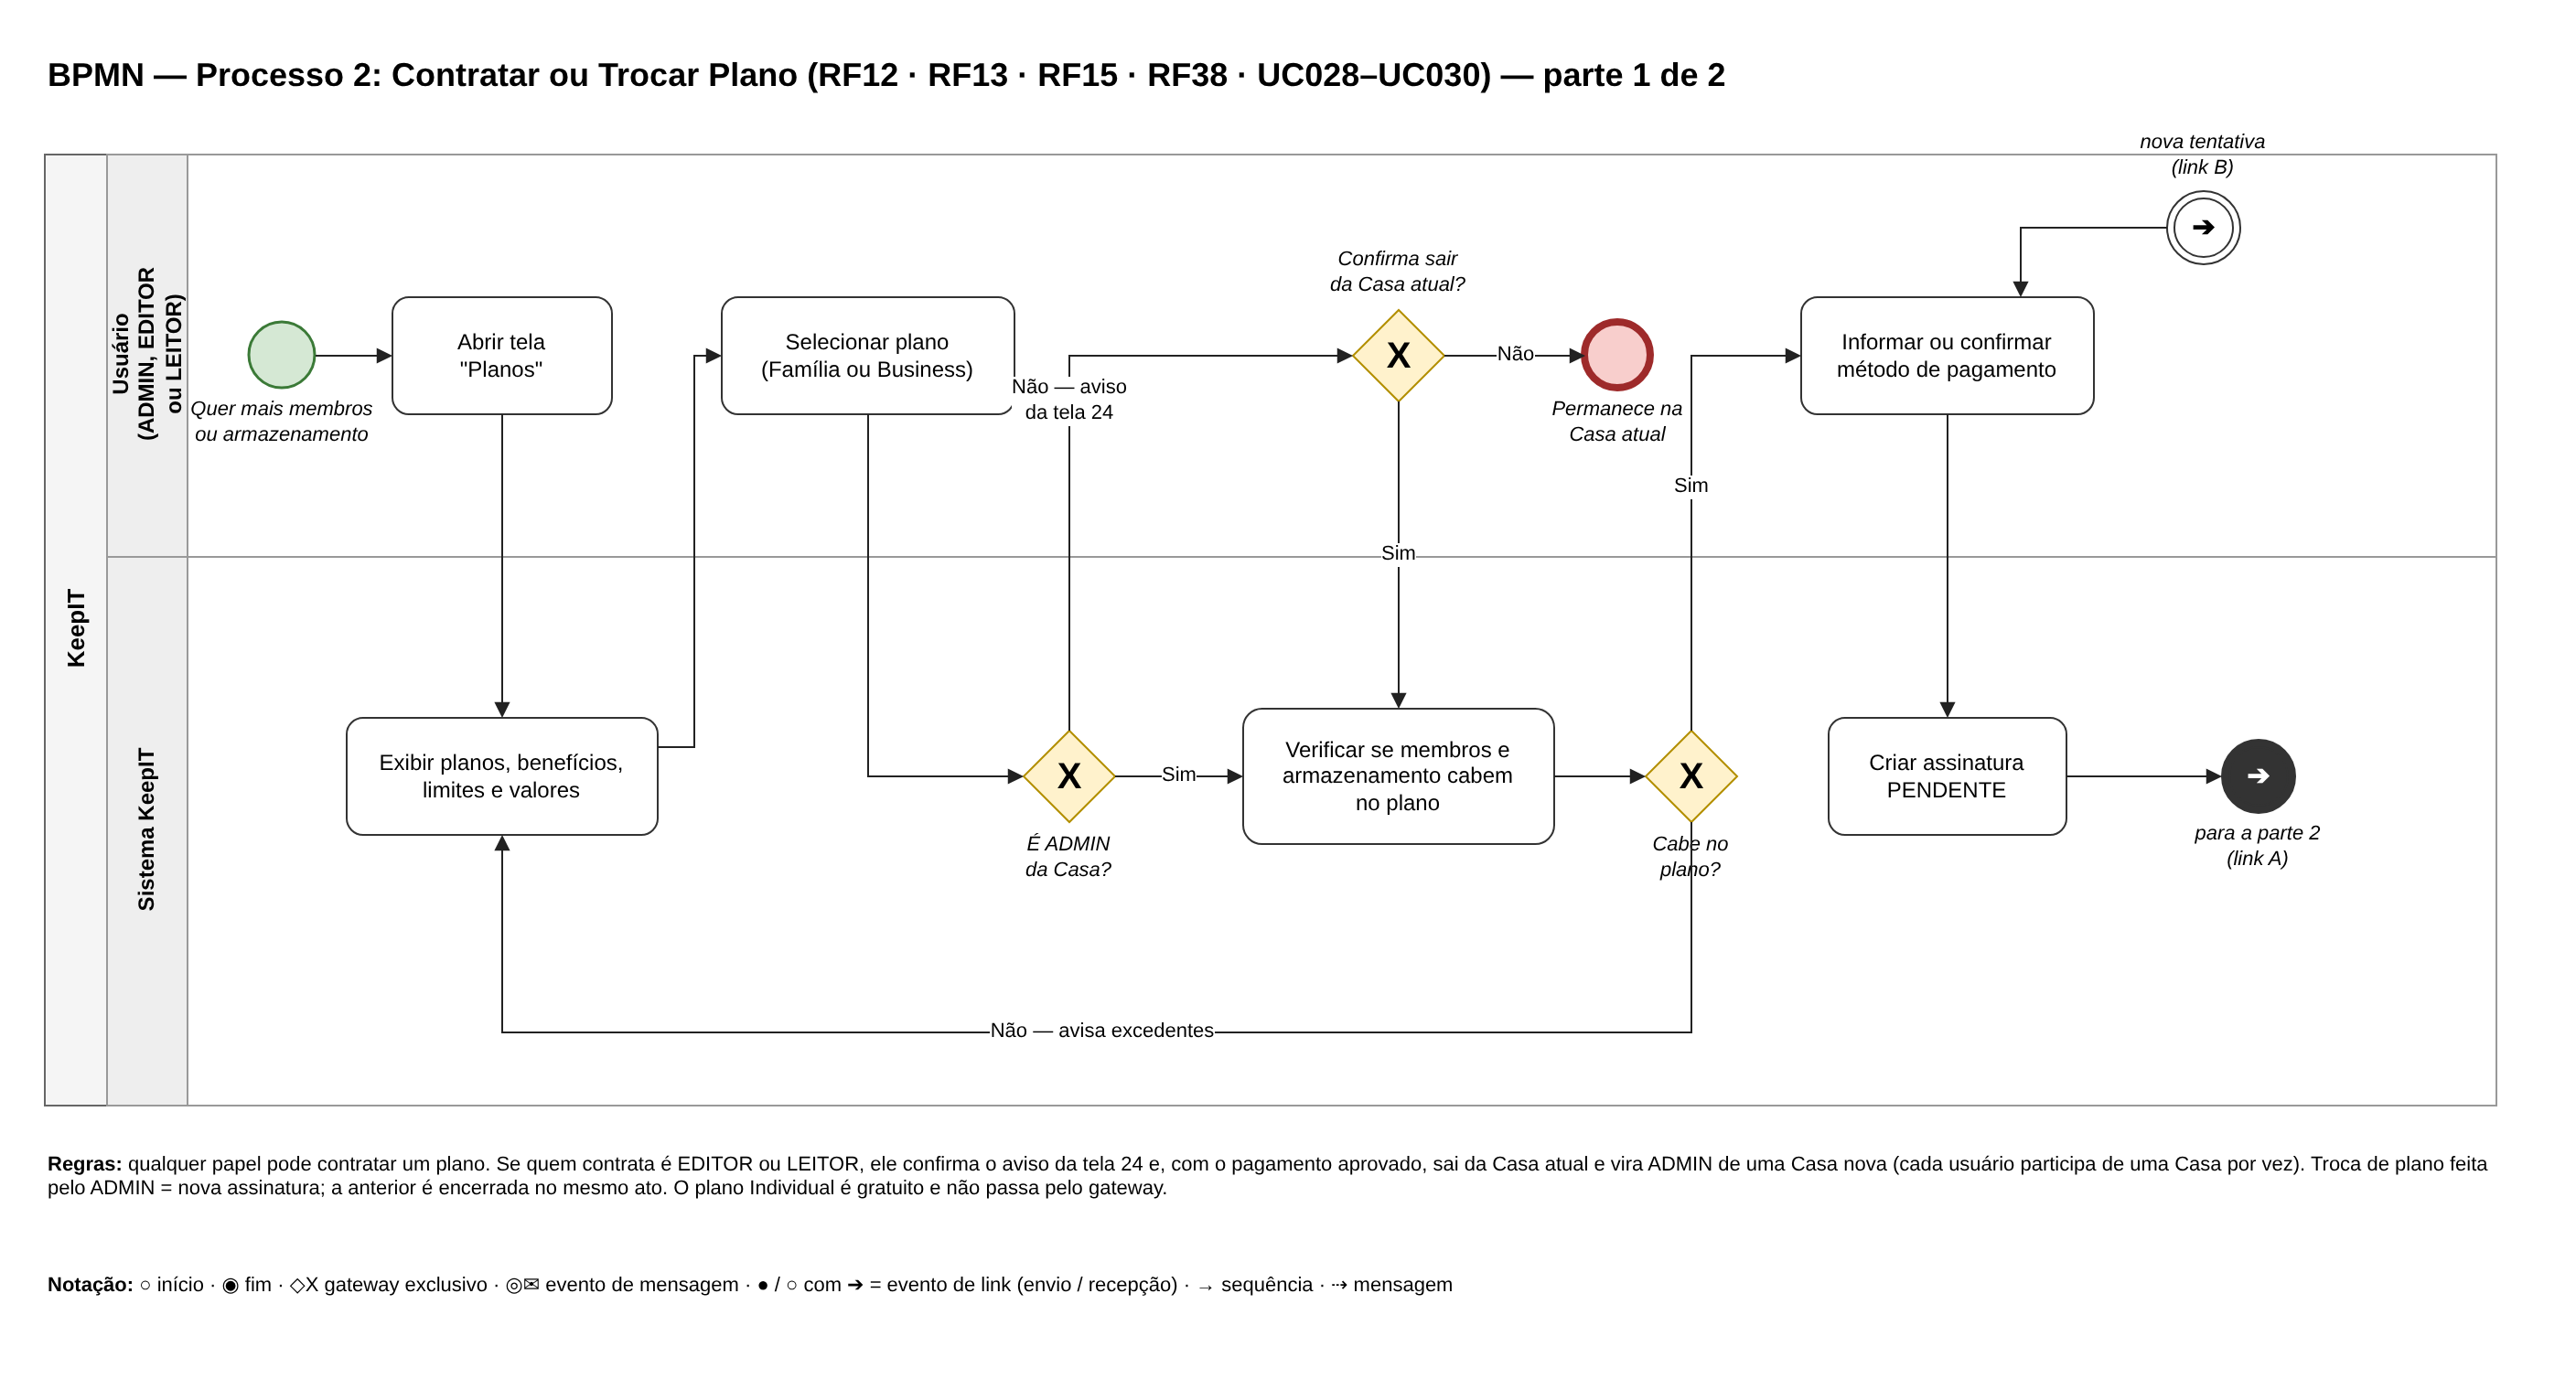 BPMN — Processo 2: Contratar ou Trocar Plano (RF12 · RF13 · RF15 · RF38 · UC028–UC030) — parte 1 de 2
nova tentativa
(link B)
➔
KeepIT
Usuário
(ADMIN, EDITOR
ou LEITOR)
Quer mais membros
ou armazenamento
Abrir tela
"Planos"
Selecionar plano
(Família ou Business)
Não — aviso
da tela 24
Confirma sair
da Casa atual?
X
Não
Permanece na
Casa atual
Sim
Sim
Informar ou confirmar
método de pagamento
Sistema KeepIT
Exibir planos, benefícios,
limites e valores
X
É ADMIN
da Casa?
Sim
Verificar se membros e
armazenamento cabem
no plano
X
Cabe no
plano?
Criar assinatura
PENDENTE
➔
para a parte 2
(link A)
Não — avisa excedentes
Regras: qualquer papel pode contratar um plano. Se quem contrata é EDITOR ou LEITOR, ele confirma o aviso da tela 24 e, com o pagamento aprovado, sai da Casa atual e vira ADMIN de uma Casa nova (cada usuário participa de uma Casa por vez). Troca de plano feita
pelo ADMIN = nova assinatura; a anterior é encerrada no mesmo ato. O plano Individual é gratuito e não passa pelo gateway.
Notação: ○ início · ◉ fim · ◇X gateway exclusivo · ◎✉ evento de mensagem · ● / ○ com ➔ = evento de link (envio / recepção) · → sequência · ⇢ mensagem